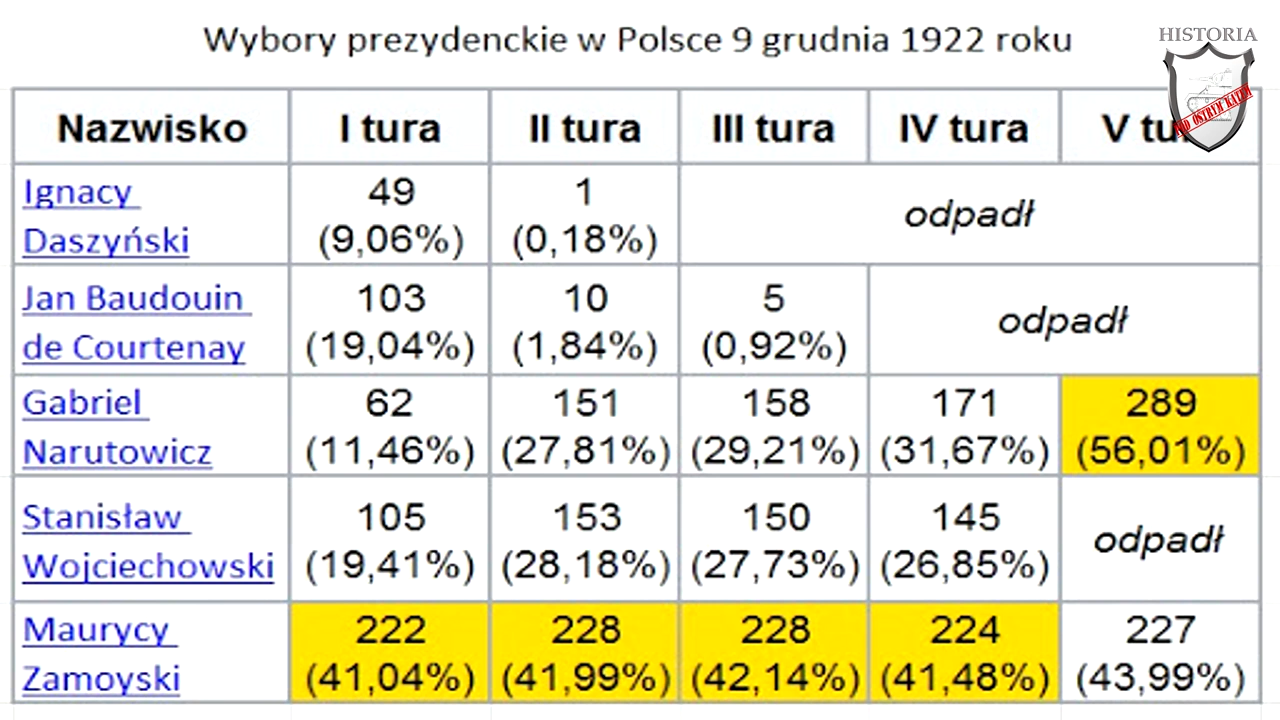 Wybory prezydenckie w Polsce 9 grudnia 1922 roku
HISTORIA
POD OSTRYM KĄTEM
Nazwisko I tura II tura III tura IV tura V tu
Ignacy Daszyński 49 (9,06%) 1 (0,18%) odpadł
Jan Baudouin de Courtenay 103 (19,04%) 10 (1,84%) 5 (0,92%) odpadł
Gabriel Narutowicz 62 (11,46%) 151 (27,81%) 158 (29,21%) 171 (31,67%) 289 (56,01%)
Stanisław Wojciechowski 105 (19,41%) 153 (28,18%) 150 (27,73%) 145 (26,85%) odpadł
Maurycy Zamoyski 222 (41,04%) 228 (41,99%) 228 (42,14%) 224 (41,48%) 227 (43,99%)